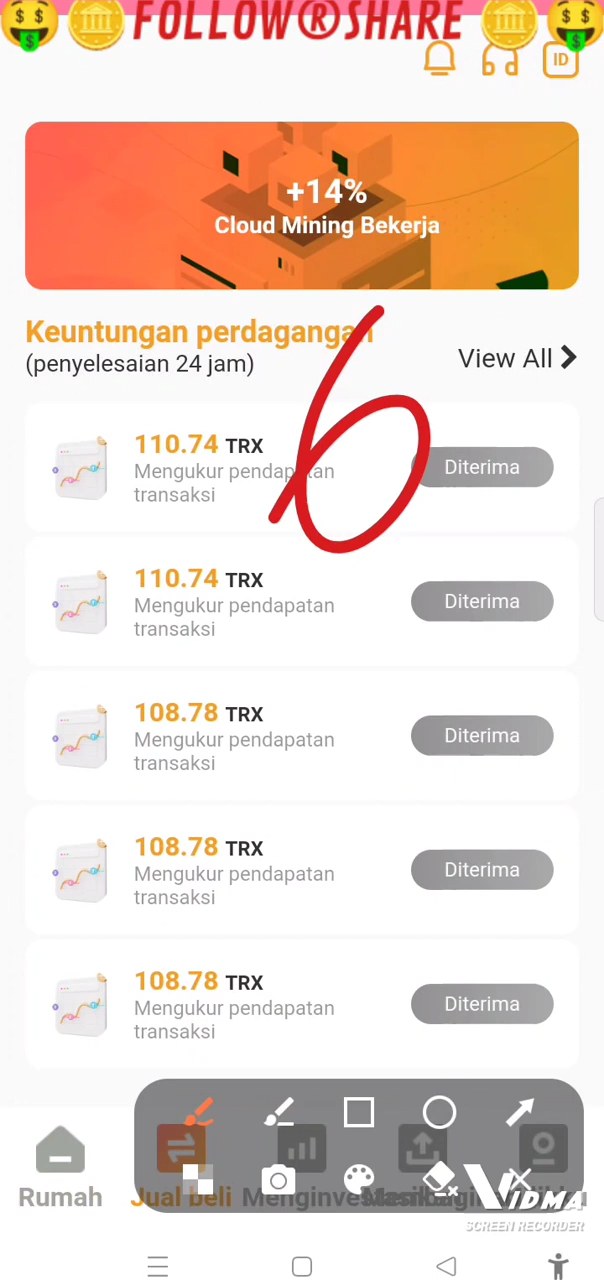 FOLLOW®SHARE
ID
+14%
Cloud Mining Bekerja
Keuntungan perdagangan
(penyelesaian 24 jam)
View All
6
110.74 TRX
Mengukur pendapatan
transaksi
Diterima
110.74 TRX
Mengukur pendapatan
transaksi
Diterima
108.78 TRX
Mengukur pendapatan
transaksi
Diterima
108.78 TRX
Mengukur pendapatan
transaksi
Diterima
108.78 TRX
Mengukur pendapatan
transaksi
Diterima
Rumah
Jual beli
VIDMA
SCREEN RECORDER